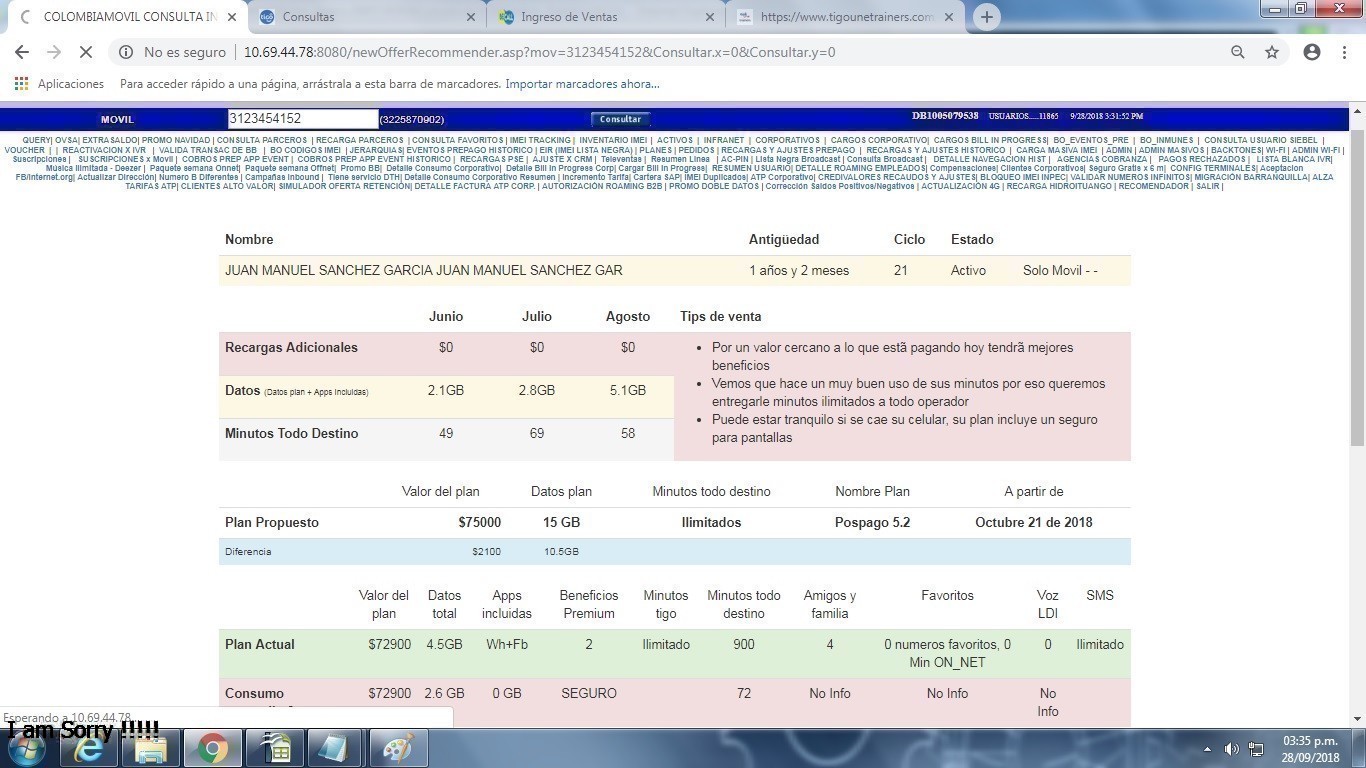 COLOMBIAMOVIL CONSULTA IN
Consultas
Ingreso de Ventas
https://www.tigounetrainers.com
No es seguro
10.69.44.78:8080/newOfferRecommender.asp?mov=3123454152&Consultar.x=0&Consultar.y=0
Aplicaciones Para acceder rápido a una página, arrástrala a esta barra de marcadores. Importar marcadores ahora...
MOVIL 3123454152 (3225870902) Consultar DB1005079538 USUARIOS.....11865 9/28/2018 3:31:52 PM
QUERY| OVSA| EXTRASALDO| PROMO NAVIDAD | CONSULTA PARCEROS | RECARGA PARCEROS | CONSULTA FAVORITOS | IMEI TRACKING | INVENTARIO IMEI | ACTIVOS | INFRANET | CORPORATIVOS | CARGOS CORPORATIVO| CARGOS BILL IN PROGRESS| BO_EVENTOS_PRE | BO_INMUNES | CONSULTA USUARIO SIEBEL |
VOUCHER | | REACTIVACION X IVR | VALIDA TRANSAC DE BB | BO CODIGOS IMEI | JERARQUIAS| EVENTOS PREPAGO HISTORICO | EIR (IMEI LISTA NEGRA) | PLANES | PEDIDOS | RECARGAS Y AJUSTES PREPAGO | RECARGAS Y AJUSTES HISTORICO | CARGA MASIVA IMEI | ADMIN | ADMIN MASIVOS | BACKTONES| WI-FI | ADMIN WI-FI |
Suscripciones | SUSCRIPCIONES x Movil | COBROS PREP APP EVENT | COBROS PREP APP EVENT HISTORICO | RECARGAS PSE | AJUSTE X CRM | Televentas | Resumen Linea | AC-PIN | Lista Negra Broadcast | Consulta Broadcast | DETALLE NAVEGACION HIST | AGENCIAS COBRANZA | PAGOS RECHAZADOS | LISTA BLANCA IVR|
Música Ilimitada - Deezer | Paquete semana Onnet| Paquete semana Offnet| Promo BB| Detalle Consumo Corporativo| Detalle Bill in Progress Corp| Cargar Bill in Progress| RESUMEN USUARIO| DETALLE ROAMING EMPLEADOS| Compensaciones| Clientes Corporativos| Seguro Gratis x 6 m| CONFIG TERMINALES| Aceptacion
FB/Internet.org| Actualizar Dirección| Numero B Diferentes | Campañas Inbound | Tiene servicio DTH| Detalle Consumo Corporativo Resumen | Incremento Tarifa| Cartera SAP| IMEI Duplicados| ATP Corporativo| CREDIVALORES RECAUDOS Y AJUSTES| BLOQUEO IMEI INPEC| VALIDAR NUMEROS INFINITOS| MIGRACIÓN BARRANQUILLA| ALZA
TARIFAS ATP| CLIENTES ALTO VALOR| SIMULADOR OFERTA RETENCIÓN| DETALLE FACTURA ATP CORP. | AUTORIZACIÓN ROAMING B2B | PROMO DOBLE DATOS | Corrección Saldos Positivos/Negativos | ACTUALIZACIÓN 4G | RECARGA HIDROITUANGO | RECOMENDADOR | SALIR |
Nombre Antigüedad Ciclo Estado
JUAN MANUEL SANCHEZ GARCIA JUAN MANUEL SANCHEZ GAR 1 años y 2 meses 21 Activo Solo Movil - -
Junio Julio Agosto Tips de venta
Recargas Adicionales $0 $0 $0
Datos (Datos plan + Apps Incluidas) 2.1GB 2.8GB 5.1GB
Minutos Todo Destino 49 69 58
• Por un valor cercano a lo que estã pagando hoy tendrã mejores
beneficios
• Vemos que hace un muy buen uso de sus minutos por eso queremos
entregarle minutos ilimitados a todo operador
• Puede estar tranquilo si se cae su celular, su plan incluye un seguro
para pantallas
Valor del plan Datos plan Minutos todo destino Nombre Plan A partir de
Plan Propuesto $75000 15 GB Ilimitados Pospago 5.2 Octubre 21 de 2018
Diferencia $2100 10.5GB
Valor del Datos Apps Beneficios Minutos Minutos todo Amigos y Favoritos Voz SMS
plan total incluidas Premium tigo destino familia LDI
Plan Actual $72900 4.5GB Wh+Fb 2 Ilimitado 900 4 0 numeros favoritos, 0 0 Ilimitado
Min ON_NET
Consumo $72900 2.6 GB 0 GB SEGURO 72 No Info No Info No
Info
Esperando a 10.69.44.78...
I am Sorry !!!!!
03:35 p.m.
28/09/2018